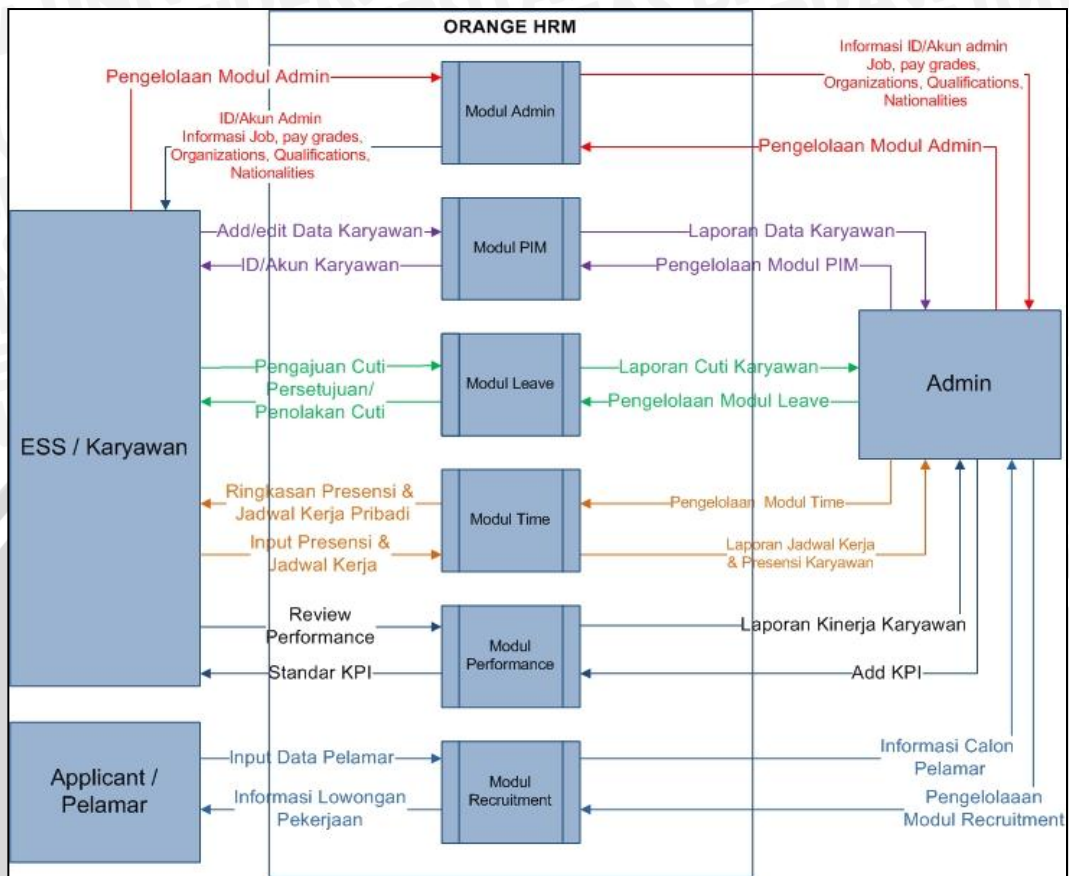 ORANGE HRM
Pengelolaan Modul Admin
Modul Admin
Informasi ID/Akun admin
Job, pay grades,
Organizations, Qualifications,
Nationalities
ID/Akun Admin
Informasi Job, pay grades,
Organizations, Qualifications,
Nationalities
Pengelolaan Modul Admin
Add/edit Data Karyawan
ID/Akun Karyawan
Modul PIM
Laporan Data Karyawan
Pengelolaan Modul PIM
Pengajuan Cuti
Persetujuan/
Penolakan Cuti
Modul Leave
Laporan Cuti Karyawan
Pengelolaan Modul Leave
Admin
ESS / Karyawan
Ringkasan Presensi &
Jadwal Kerja Pribadi
Input Presensi &
Jadwal Kerja
Modul Time
Pengelolaan Modul Time
Laporan Jadwal Kerja
& Presensi Karyawan
Review
Performance
Standar KPI
Modul
Performance
Laporan Kinerja Karyawan
Add KPI
Applicant /
Pelamar
Input Data Pelamar
Informasi Lowongan
Pekerjaan
Modul
Recruitment
Informasi Calon
Pelamar
Pengelolaaan
Modul Recruitment